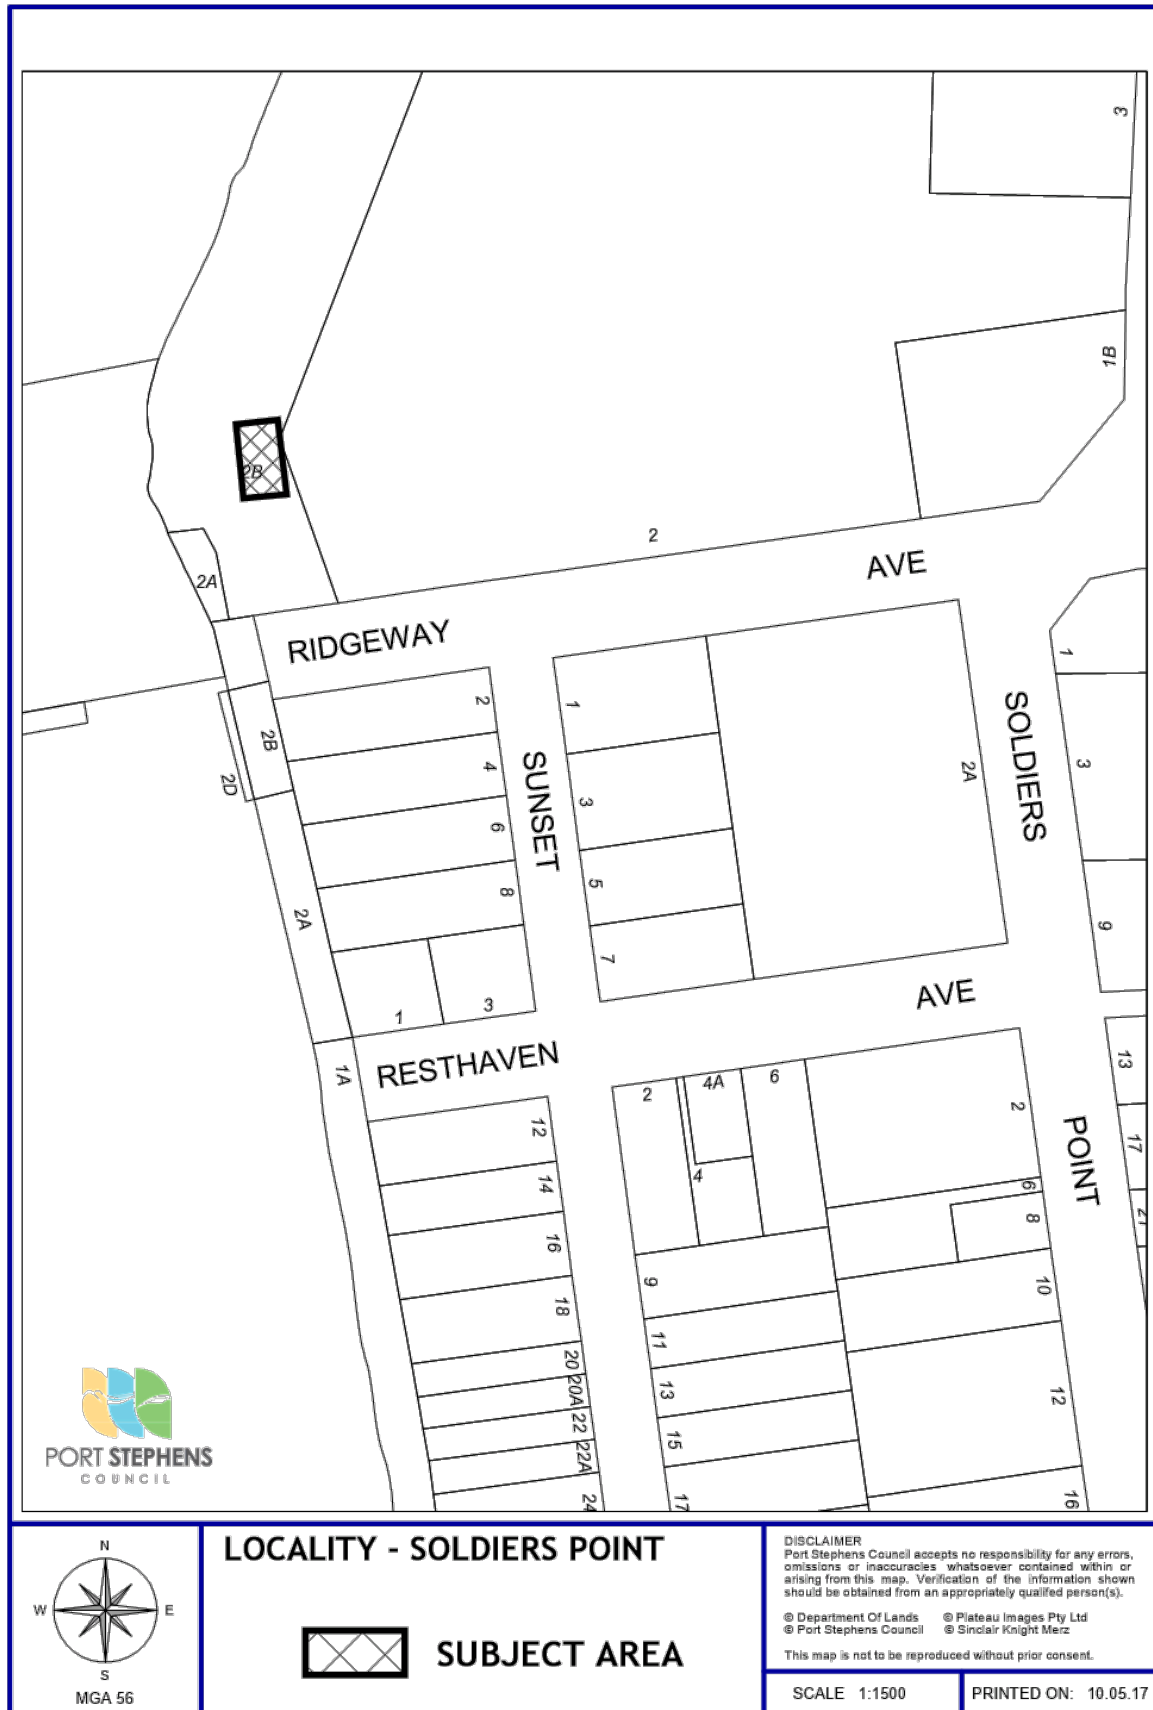 3
1B
2B
2
AVE
2A
RIDGEWAY
1
2
1
SOLDIERS
2B
4
SUNSET
2A
3
2D
3
6
5
8
2A
9
7
3
AVE
1
RESTHAVEN
1A
13
2
4A
6
2
12
POINT
17
14
4
6
8
16
9
10
18
11
20
13
12
20A
22
15
22A
24
17
16
PORT STEPHENS
COUNCIL
N
W E
S
MGA 56
LOCALITY - SOLDIERS POINT
SUBJECT AREA
DISCLAIMER
Port Stephens Council accepts no responsibility for any errors,
omissions or inaccuracies whatsoever contained within or
arising from this map. Verification of the information shown
should be obtained from an appropriately qualifed person(s).
© Department Of Lands © Plateau Images Pty Ltd
© Port Stephens Council © Sinclair Knight Merz
This map is not to be reproduced without prior consent.
SCALE 1:1500
PRINTED ON: 10.05.17